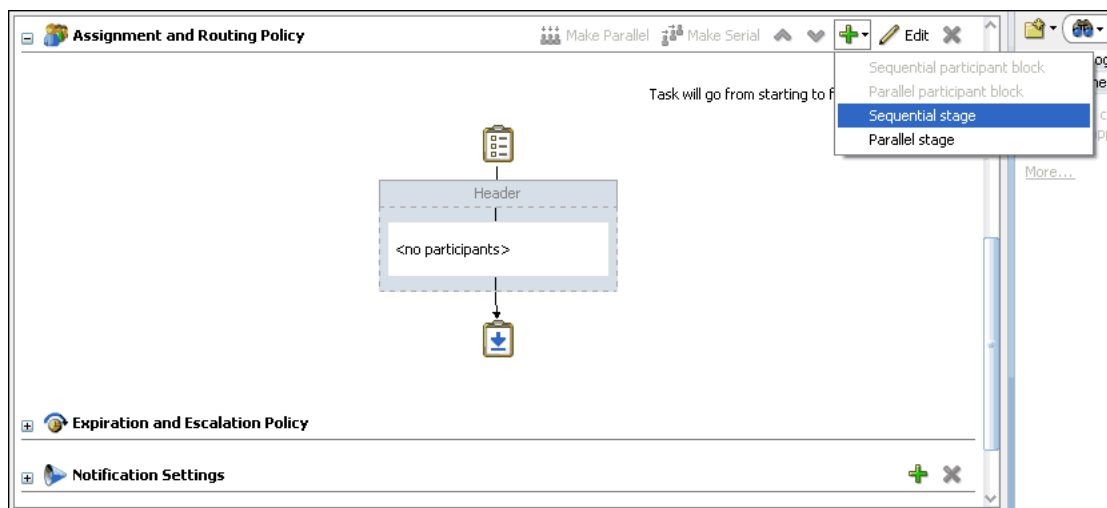 Assignment and Routing Policy
Make Parallel
Make Serial
Edit
Sequential participant block
Parallel participant block
Sequential stage
Parallel stage
Task will go from starting to
More...
Header
<no participants>
Expiration and Escalation Policy
Notification Settings